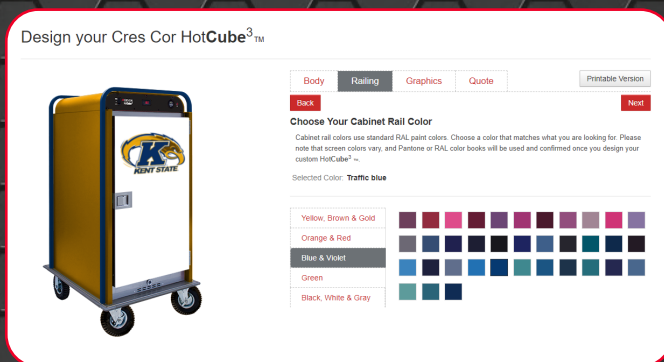 Design your Cres Cor HotCube3 TM
Body
Railing
Graphics
Quote
Printable Version
Back
Next
Choose Your Cabinet Rail Color
Cabinet rail colors use standard RAL paint colors. Choose a color that matches what you are looking for. Please
note that screen colors vary, and Pantone or RAL color books will be used and confirmed once you design your
custom HotCube3 ™.
Selected Color: Traffic blue
Yellow, Brown & Gold
Orange & Red
Blue & Violet
Green
Black, White & Gray
K
KENT STATE